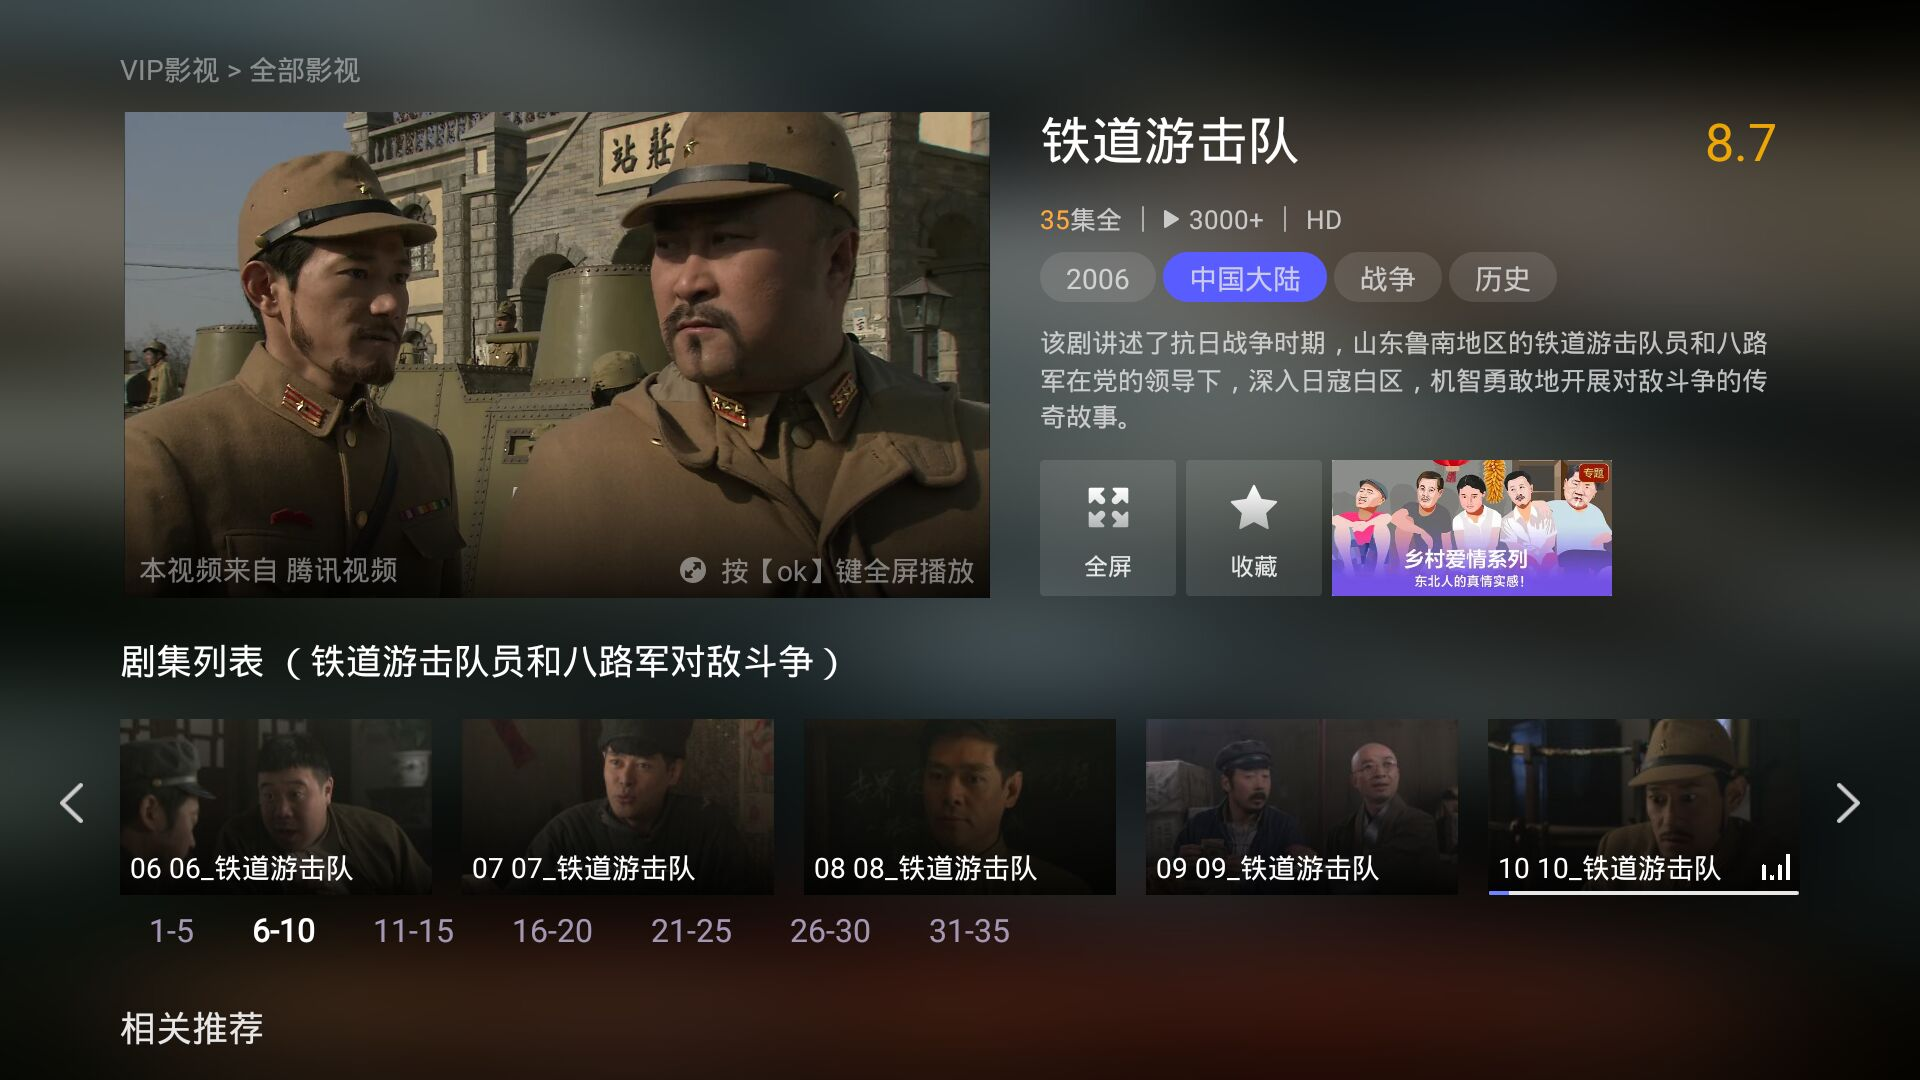 VIP影视 > 全部影视
站莊
本视频来自 腾讯视频
按【ok】键全屏播放
铁道游击队
8.7
35集全 | 3000+ | HD
2006 中国大陆 战争 历史
该剧讲述了抗日战争时期，山东鲁南地区的铁道游击队员和八路
军在党的领导下，深入日寇白区，机智勇敢地开展对敌斗争的传
奇故事。
全屏
收藏
专题
乡村爱情系列
东北人的真情实感！
剧集列表 （铁道游击队员和八路军对敌斗争）
06 06_铁道游击队
07 07_铁道游击队
08 08_铁道游击队
09 09_铁道游击队
10 10_铁道游击队
1-5 6-10 11-15 16-20 21-25 26-30 31-35
相关推荐